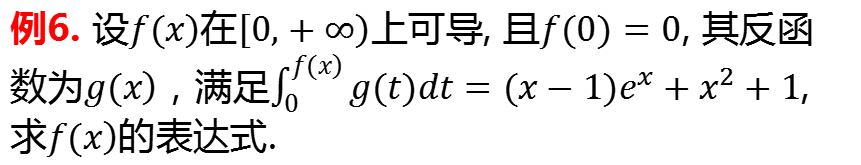 例6. 设f(x)在[0, + ∞)上可导, 且f(0) = 0, 其反函
数为g(x) , 满足∫₀^{f(x)} g(t)dt = (x − 1)eˣ + x² + 1,
求f(x)的表达式.